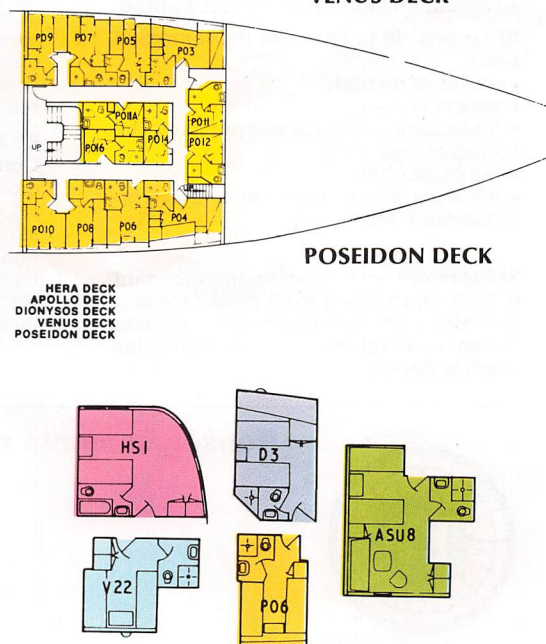 VENUS DECK
PO9 PO7 PO5 PO3
PO11A PO11
PO16 PO14 PO12
UP
UP
PO10 PO8 PO6 PO4
POSEIDON DECK
HERA DECK
APOLLO DECK
DIONYSOS DECK
VENUS DECK
POSEIDON DECK
HS1 D3
ASU8
V22 PO6